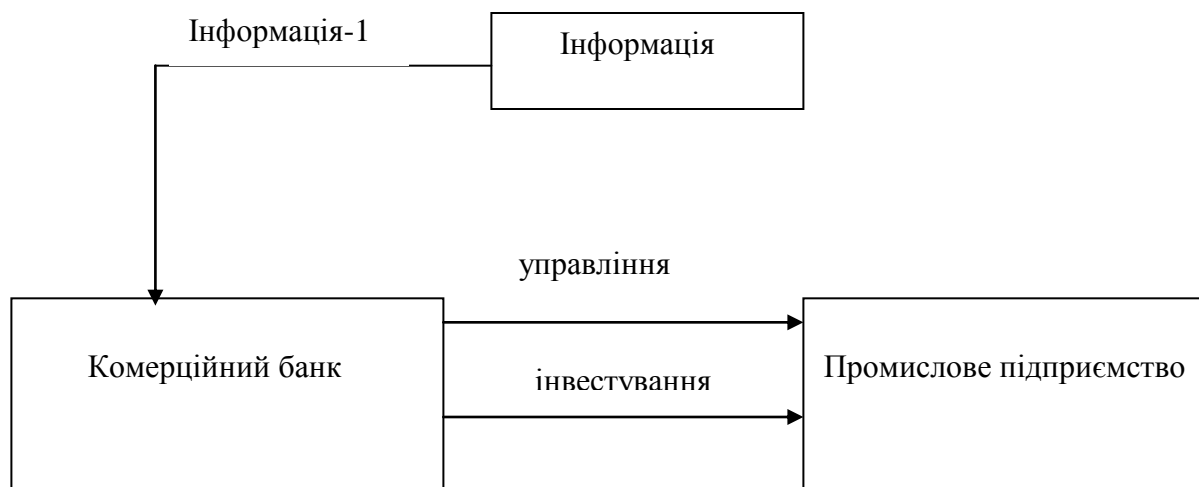 Інформація-1
Інформація
управління
Комерційний банк
інвестування
Промислове підприємство